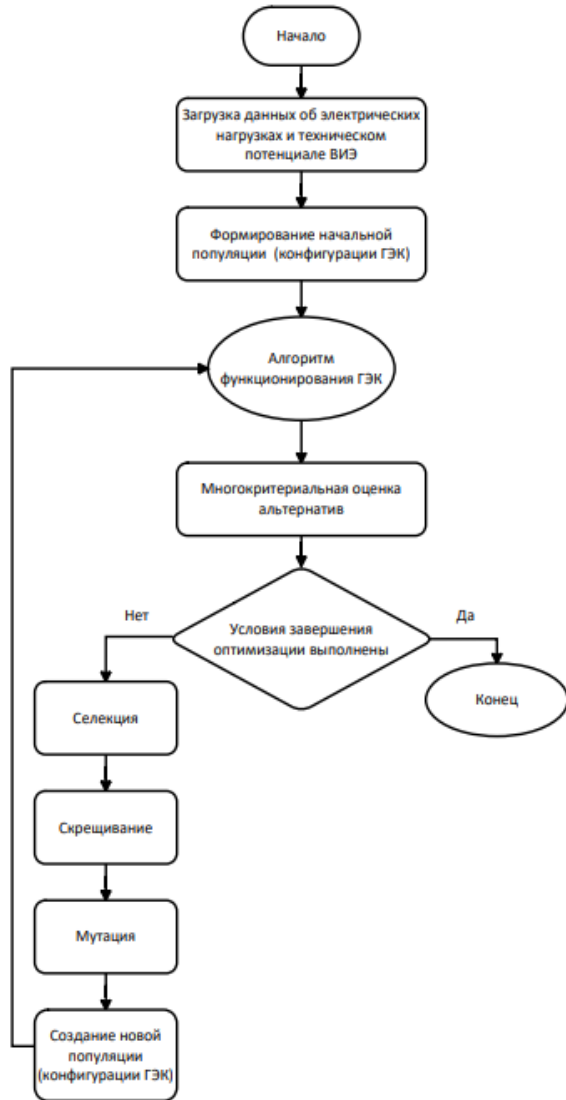 Начало
Загрузка данных об электрических
нагрузках и техническом
потенциале ВИЭ
Формирование начальной
популяции (конфигурации ГЭК)
Алгоритм
функционирования ГЭК
Многокритериальная оценка
альтернатив
Условия завершения
оптимизации выполнены
Нет
Да
Селекция
Конец
Скрещивание
Мутация
Создание новой
популяции
(конфигурации ГЭК)